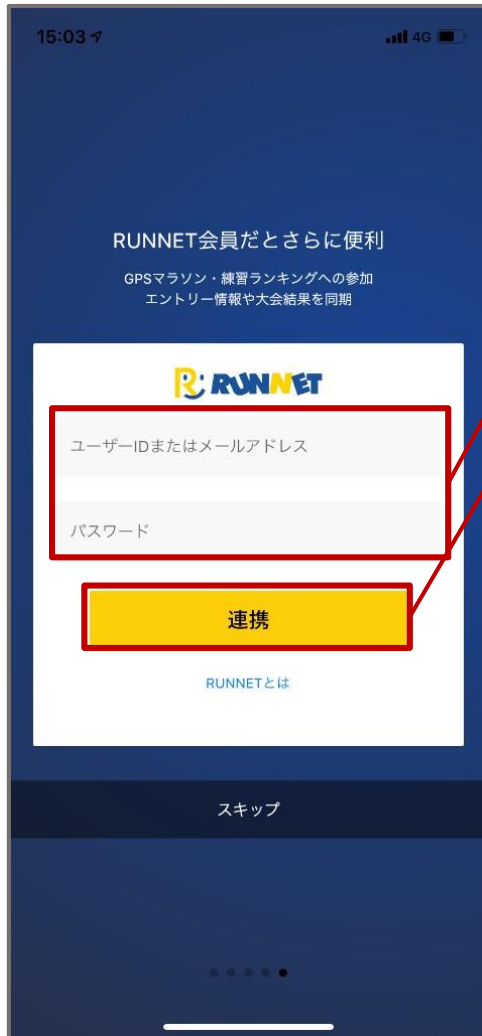 15:03
4G
RUNNET会員だとさらに便利
GPSマラソン・練習ランキングへの参加
エントリー情報や大会結果を同期
RUNNET
ユーザーIDまたはメールアドレス
パスワード
連携
RUNNETとは
スキップ